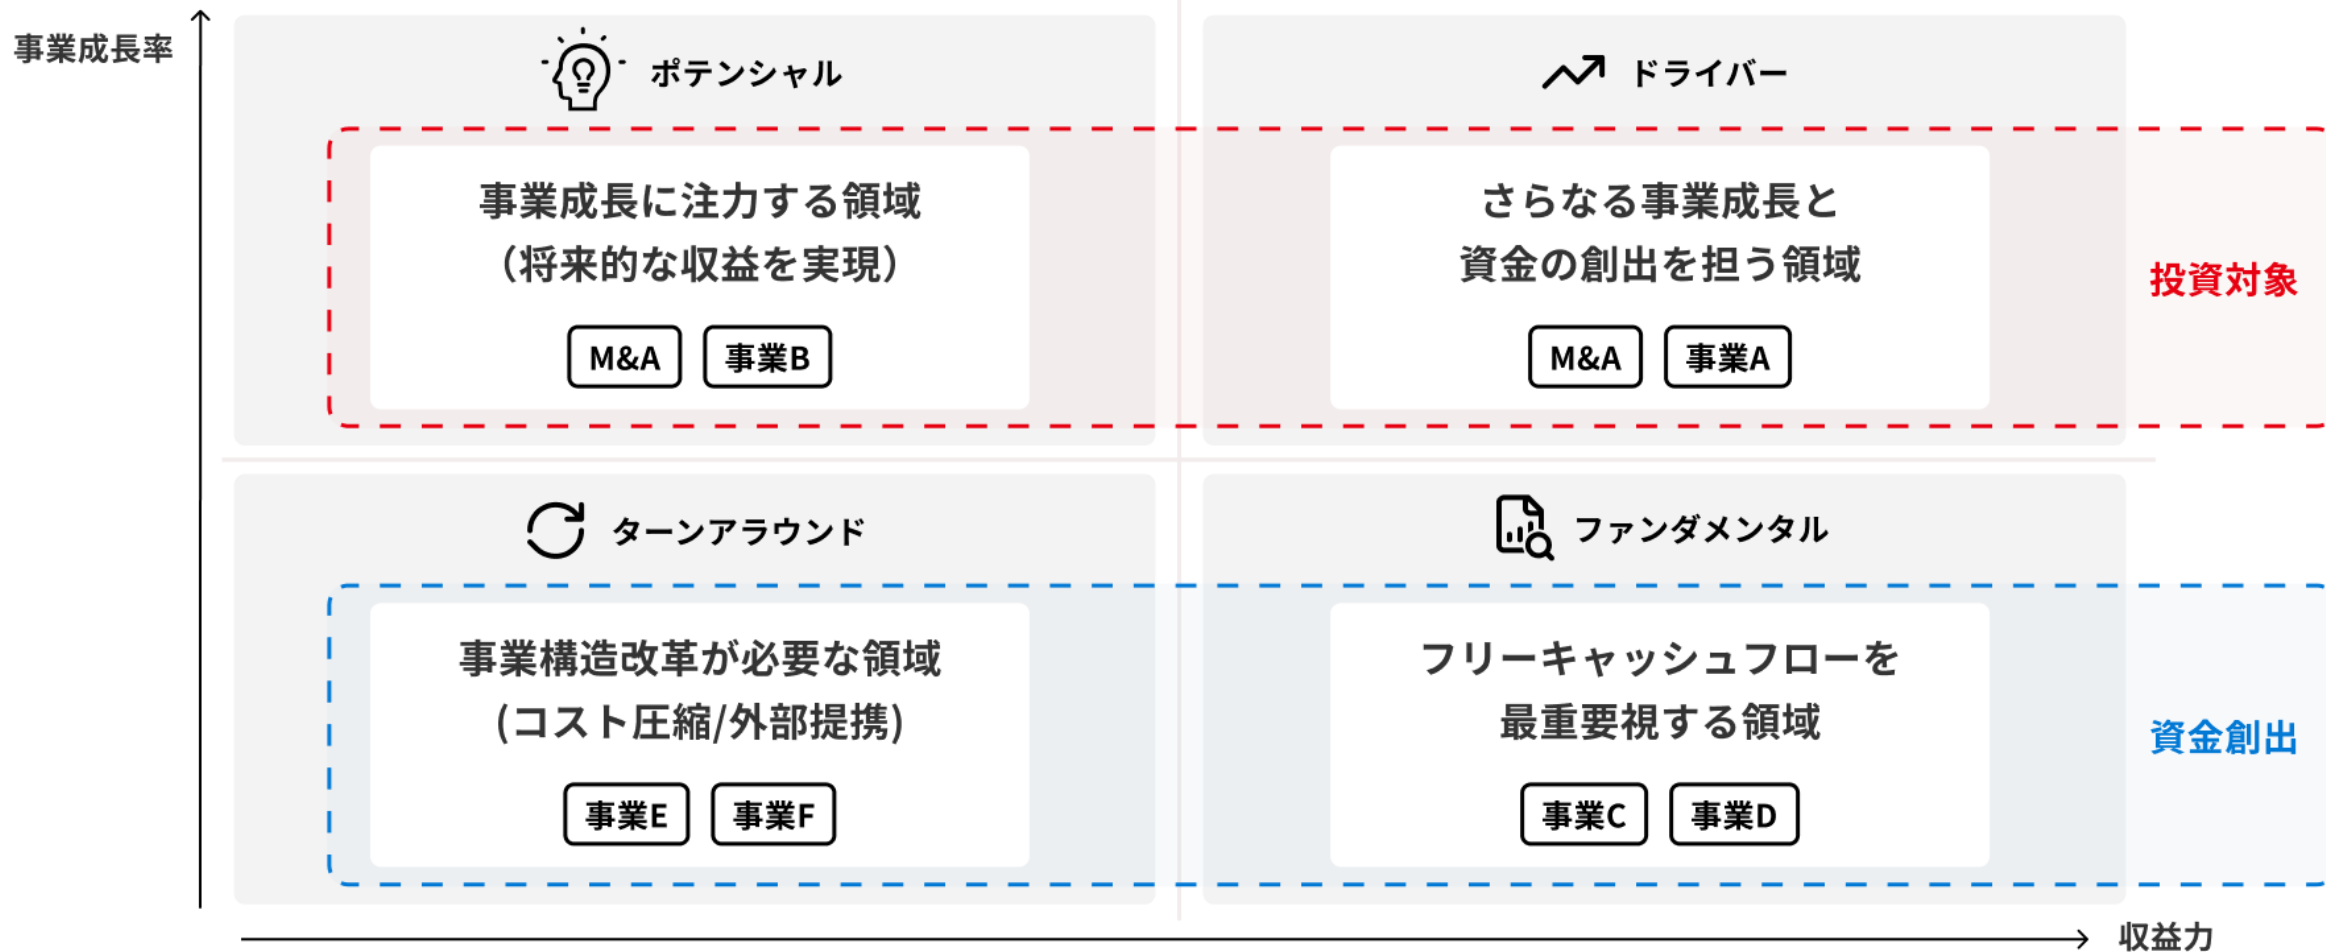 事業成長率
ポテンシャル
事業成長に注力する領域
（将来的な収益を実現）
M&A
事業B
ドライバー
さらなる事業成長と
資金の創出を担う領域
M&A
事業A
投資対象
ターンアラウンド
事業構造改革が必要な領域
(コスト圧縮/外部提携)
事業E
事業F
ファンダメンタル
フリーキャッシュフローを
最重要視する領域
事業C
事業D
資金創出
収益力